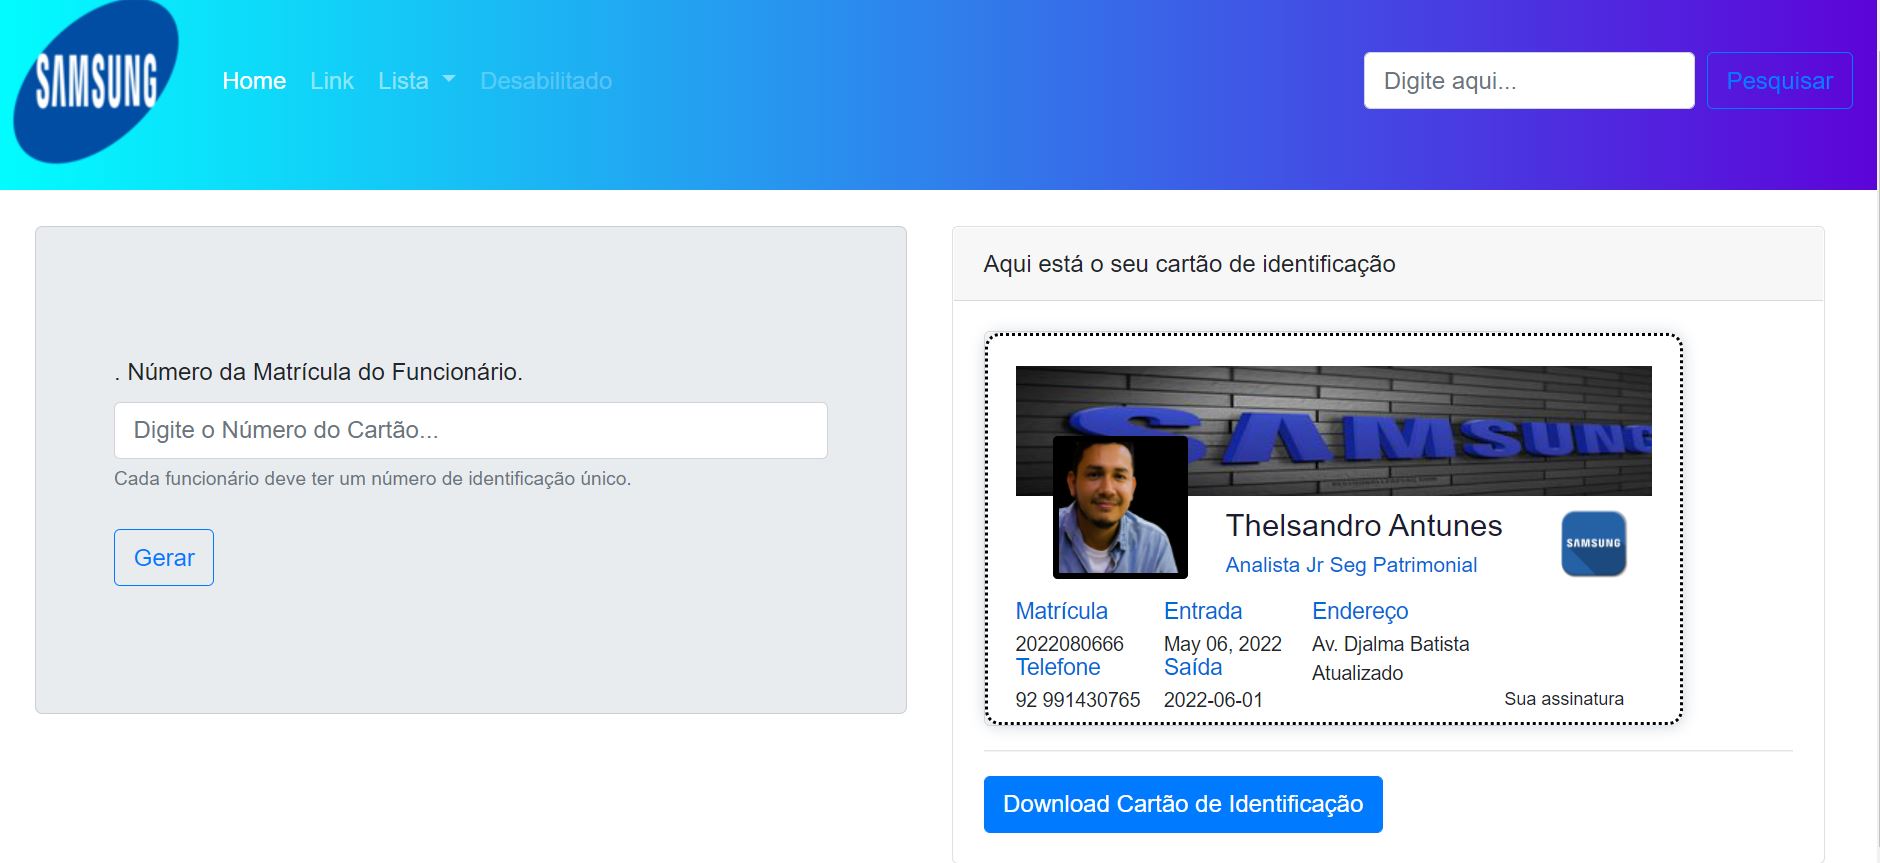 SAMSUNG
Home Link Lista Desabilitado
Digite aqui... Pesquisar
. Número da Matrícula do Funcionário.
Digite o Número do Cartão...
Cada funcionário deve ter um número de identificação único.
Gerar
Aqui está o seu cartão de identificação
SAMSUNG
Thelsandro Antunes
Analista Jr Seg Patrimonial
SAMSUNG
Matrícula Entrada Endereço
2022080666 May 06, 2022 Av. Djalma Batista
Telefone Saída Atualizado
92 991430765 2022-06-01
Sua assinatura
Download Cartão de Identificação